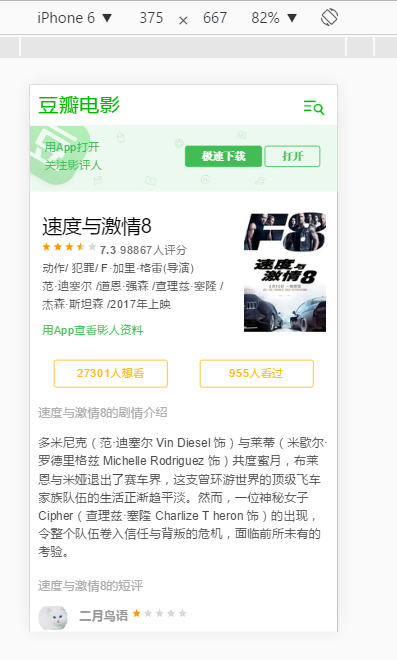 iPhone 6 ▼ 375 × 667 82% ▼
豆瓣电影
用App打开
关注影评人
极速下载 打开
速度与激情8
7.3 98867人评分
动作/ 犯罪/ F·加里·格雷(导演)
范·迪塞尔 /道恩·强森 /查理兹·塞隆 /
杰森·斯坦森 /2017年上映
用App查看影人资料
F8
速度与
激情8
27301人想看 955人看过
速度与激情8的剧情介绍
多米尼克（范·迪塞尔 Vin Diesel 饰）与莱蒂（米歇尔·
罗德里格兹 Michelle Rodriguez 饰）共度蜜月，布莱
恩与米娅退出了赛车界，这支曾环游世界的顶级飞车
家族队伍的生活正渐趋平淡。然而，一位神秘女子
Cipher（查理兹·塞隆 Charlize T heron 饰）的出现，
令整个队伍卷入信任与背叛的危机，面临前所未有的
考验。
速度与激情8的短评
二月鸟语